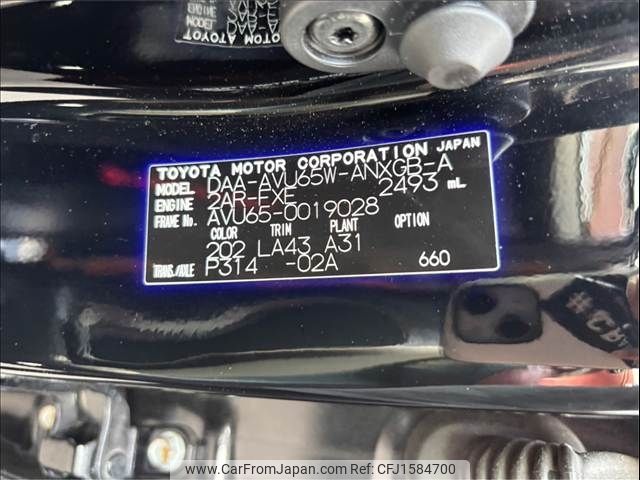 TOYOTA MOTOR CORPORATION JAPAN
MODEL DAA-AVU65W-ANXGB-A
ENGINE 2AR-FXE 2493 mL
FRAME No. AVU65-0019028
COLOR TRIM PLANT OPTION
202 LA43 A31
TRANS./AXLE P314 -02A 660
www.CarFromJapan.com © CarFromJapan - CFJ1584700